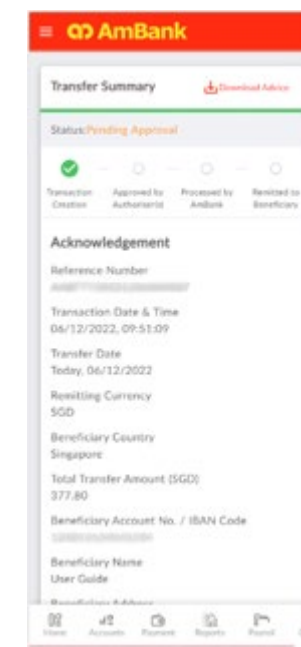 AmBank
Transfer Summary
Download Advice
Status:Pending Approval
Transaction Creation
Approved by Authoriser(s)
Processed by AmBank
Remitted to Beneficiary
Acknowledgement
Reference Number
Transaction Date & Time
06/12/2022, 09:51:09
Transfer Date
Today, 06/12/2022
Remitting Currency
SGD
Beneficiary Country
Singapore
Total Transfer Amount (SGD)
377.80
Beneficiary Account No. / IBAN Code
Beneficiary Name
User Guide
Beneficiary Address
Home
Accounts
Payment
Reports
Payroll